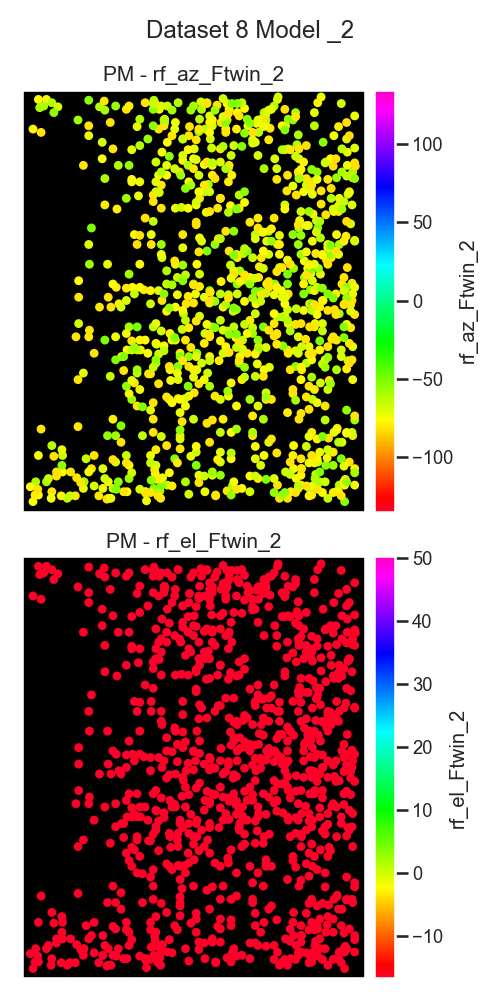 Dataset 8 Model _2
PM - rf_az_Ftwin_2
100
50
0
−50
−100
rf_az_Ftwin_2
PM - rf_el_Ftwin_2
50
40
30
20
10
0
−10
rf_el_Ftwin_2